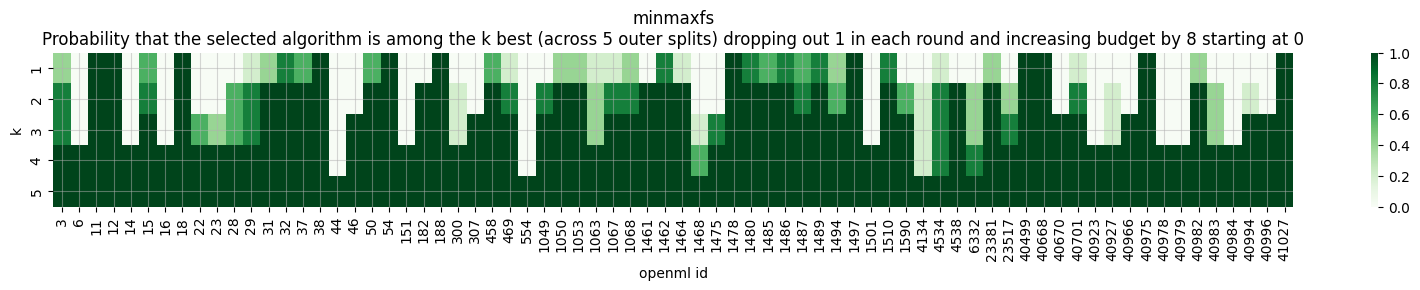 minmaxfs
Probability that the selected algorithm is among the k best (across 5 outer splits) dropping out 1 in each round and increasing budget by 8 starting at 0
k
1
2
3
4
5
3 6 11 12 14 15 16 18 22 23 28 29 31 32 37 38 44 46 50 54 151 182 188 300 307 458 469 554 1049 1050 1053 1063 1067 1068 1461 1462 1464 1468 1475 1478 1480 1485 1486 1487 1489 1494 1497 1501 1510 1590 4134 4534 4538 6332 23381 23517 40499 40668 40670 40701 40923 40927 40966 40975 40978 40979 40982 40983 40984 40994 40996 41027
openml id
1.0
0.8
0.6
0.4
0.2
0.0